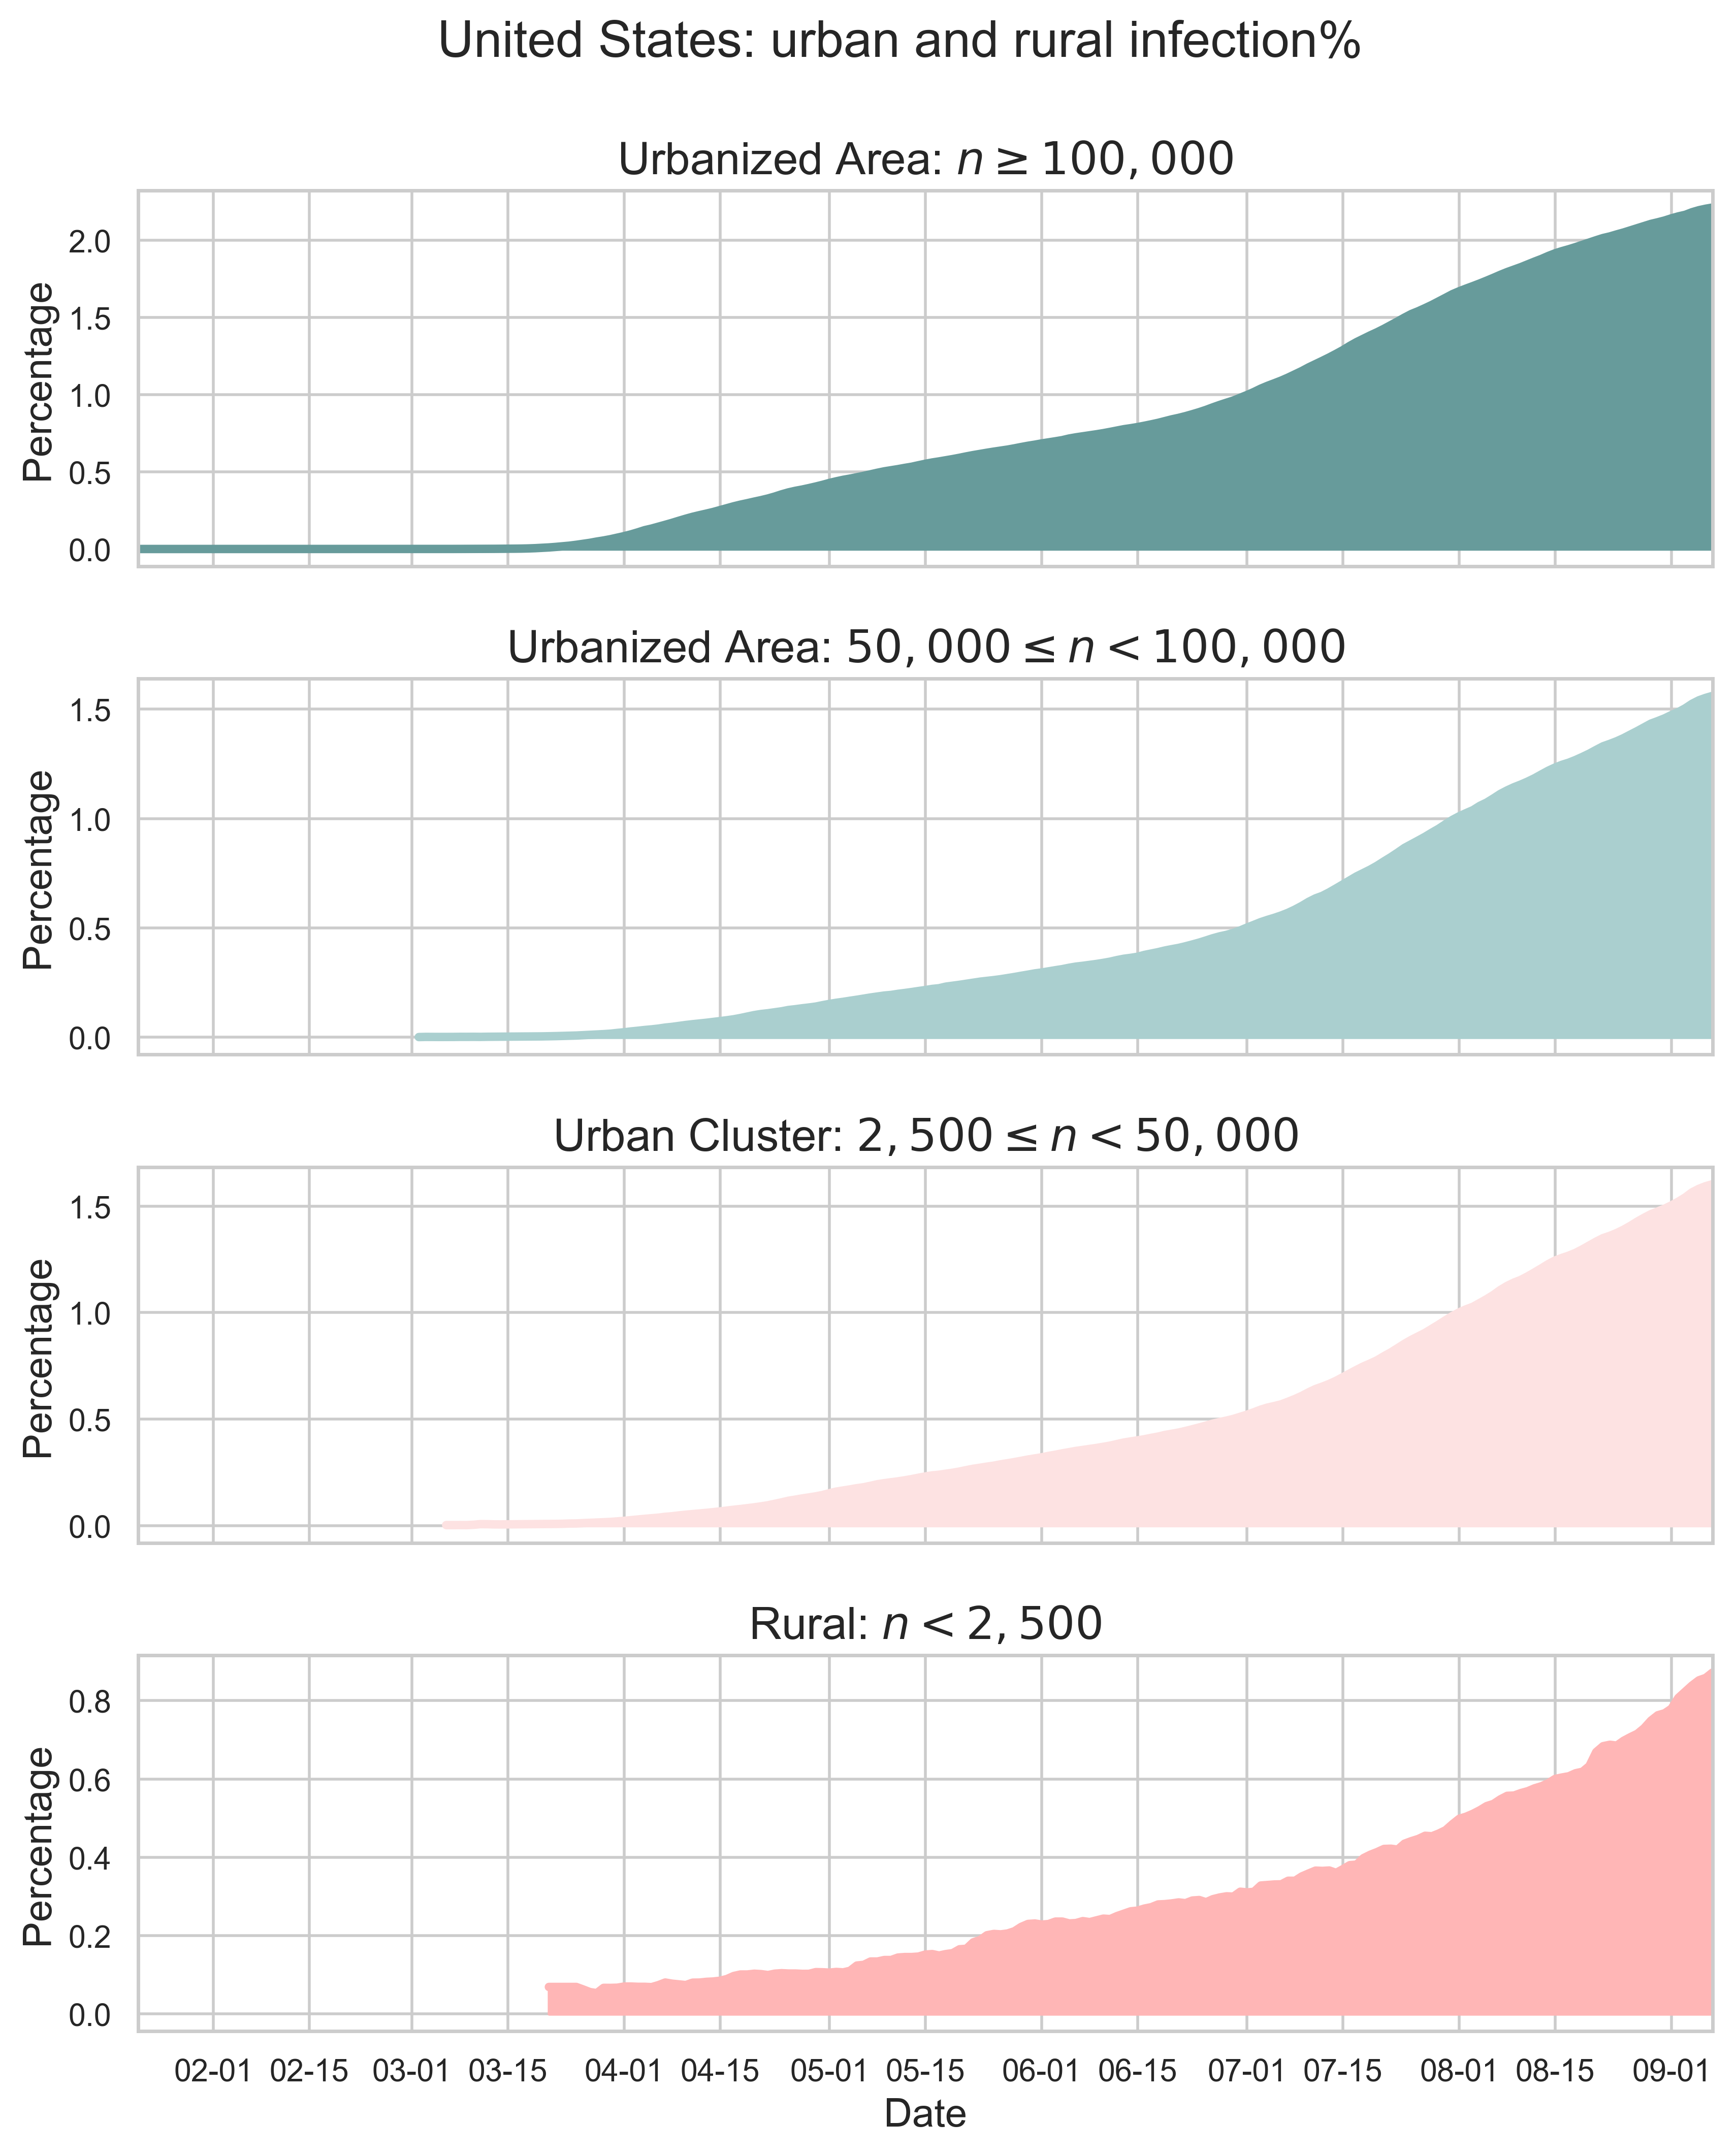 United States: urban and rural infection%
Urbanized Area: n ≥ 100,000
Percentage
2.0
1.5
1.0
0.5
0.0
Urbanized Area: 50,000 ≤ n < 100,000
Percentage
1.5
1.0
0.5
0.0
Urban Cluster: 2,500 ≤ n < 50,000
Percentage
1.5
1.0
0.5
0.0
Rural: n < 2,500
Percentage
0.8
0.6
0.4
0.2
0.0
02-01 02-15 03-01 03-15 04-01 04-15 05-01 05-15 06-01 06-15 07-01 07-15 08-01 08-15 09-01
Date